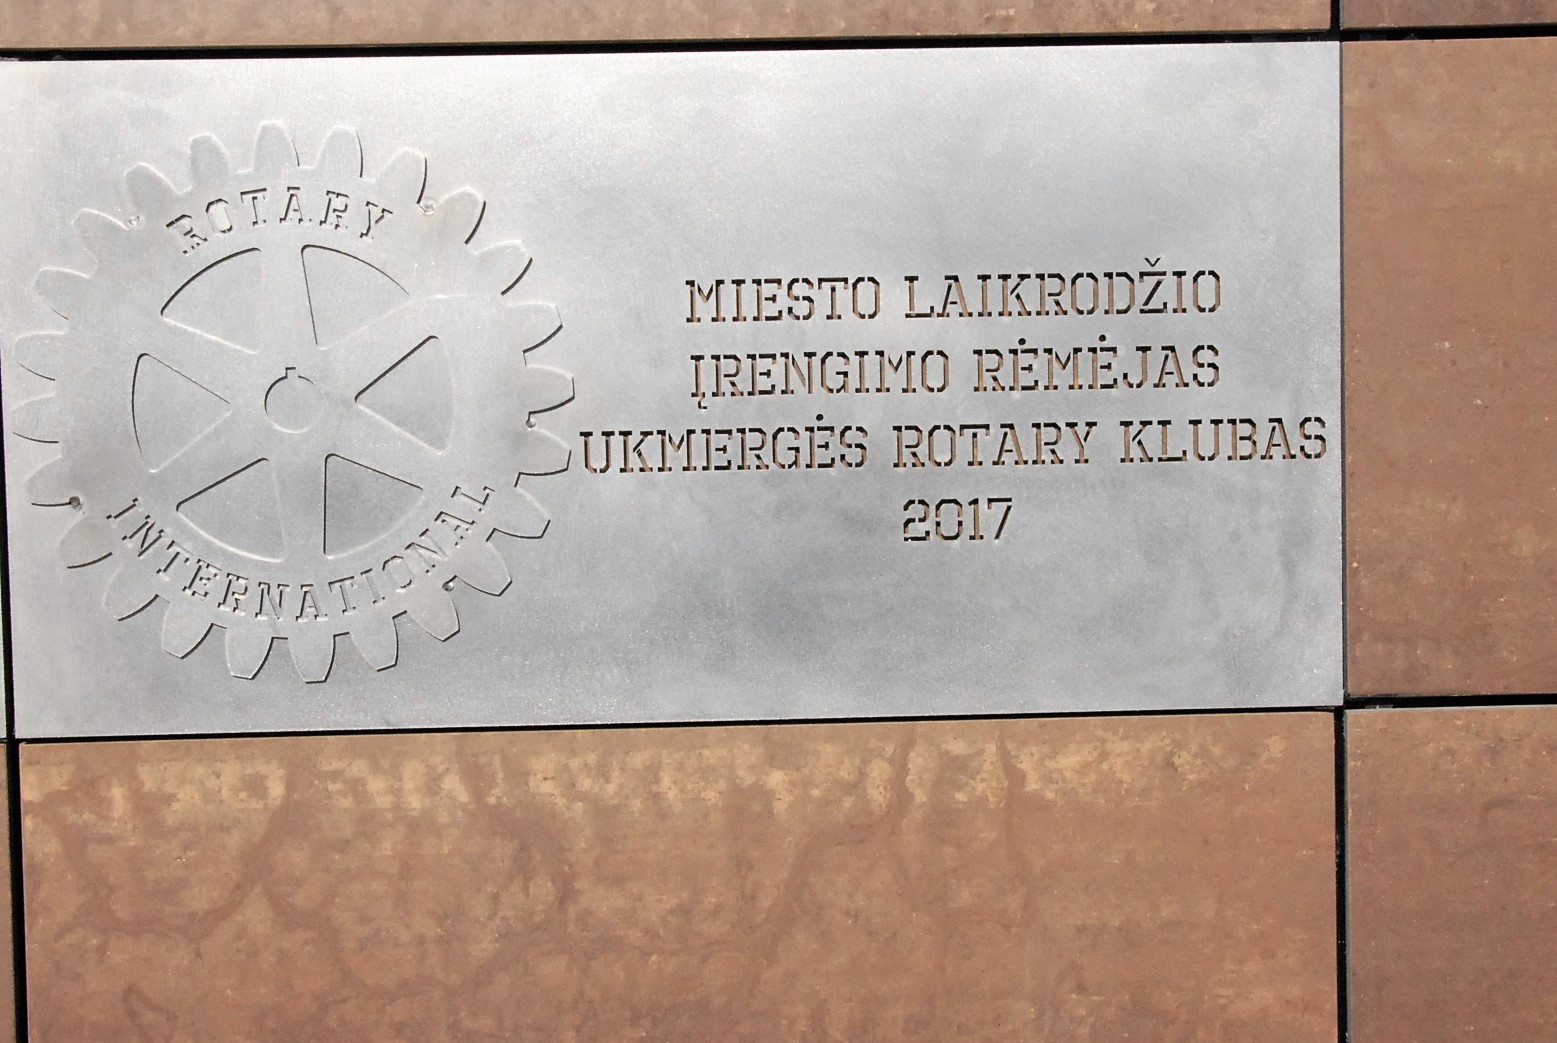 ROTARY
INTERNATIONAL
MIESTO LAIKRODŽIO
ĮRENGIMO RĖMĖJAS
UKMERGĖS ROTARY KLUBAS
2017